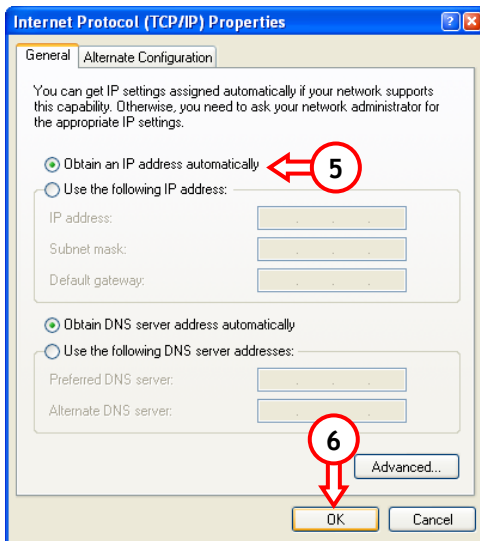 Internet Protocol (TCP/IP) Properties
General
Alternate Configuration
You can get IP settings assigned automatically if your network supports
this capability. Otherwise, you need to ask your network administrator for
the appropriate IP settings.
Obtain an IP address automatically
5
Use the following IP address:
IP address:
Subnet mask:
Default gateway:
Obtain DNS server address automatically
Use the following DNS server addresses:
Preferred DNS server:
Alternate DNS server:
6
Advanced...
OK
Cancel